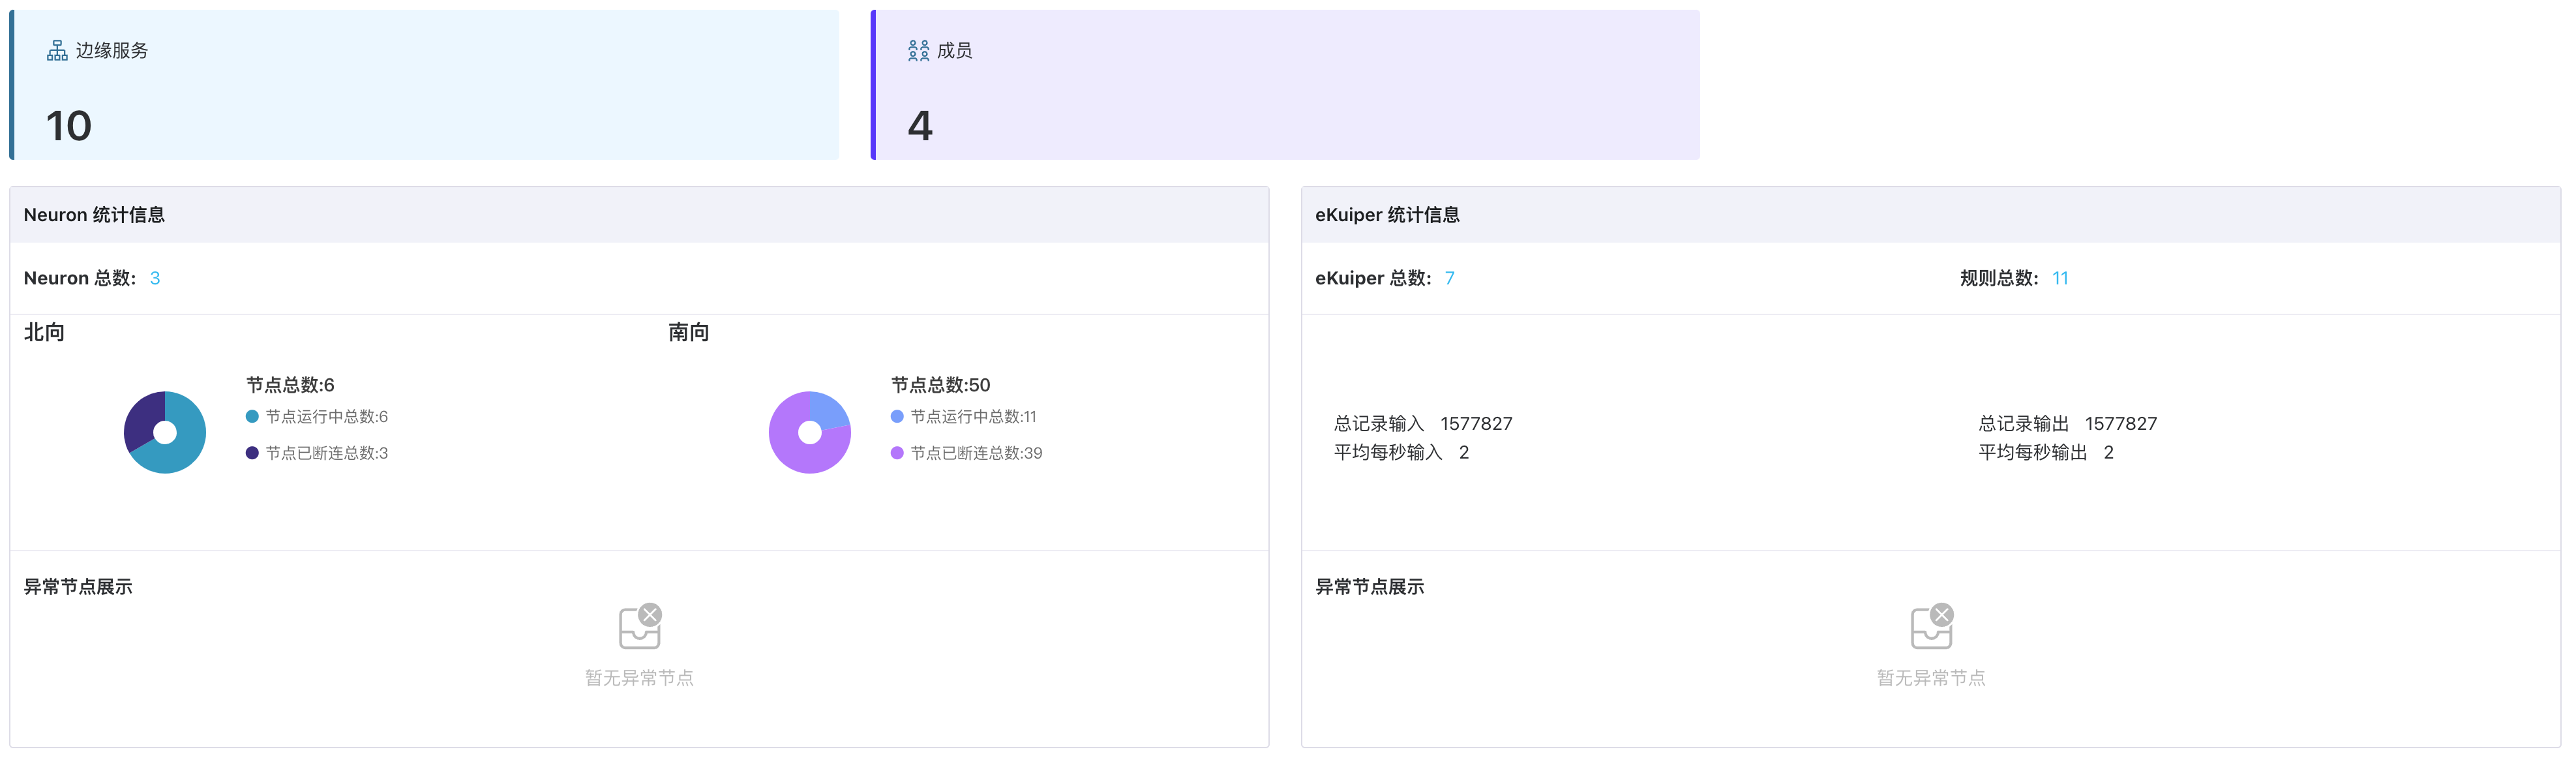 边缘服务
10
成员
4
Neuron 统计信息
Neuron 总数: 3
北向
节点总数:6
节点运行中总数:6
节点已断连总数:3
南向
节点总数:50
节点运行中总数:11
节点已断连总数:39
异常节点展示
暂无异常节点
eKuiper 统计信息
eKuiper 总数: 7
规则总数: 11
总记录输入 1577827
平均每秒输入 2
总记录输出 1577827
平均每秒输出 2
异常节点展示
暂无异常节点